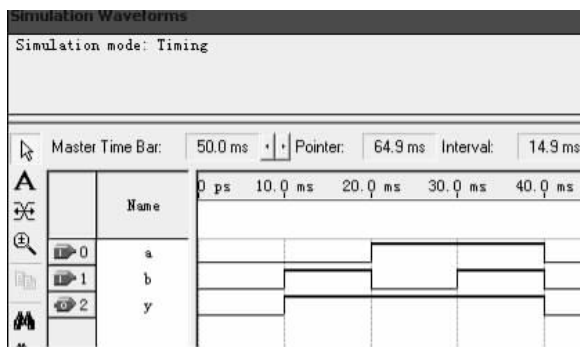 Simulation Waveforms
Simulation mode: Timing
Master Time Bar: 50.0 ms Pointer: 64.9 ms Interval: 14.9 ms
A
Name
0 ps 10.0 ms 20.0 ms 30.0 ms 40.0 ms
0 a
1 b
2 y